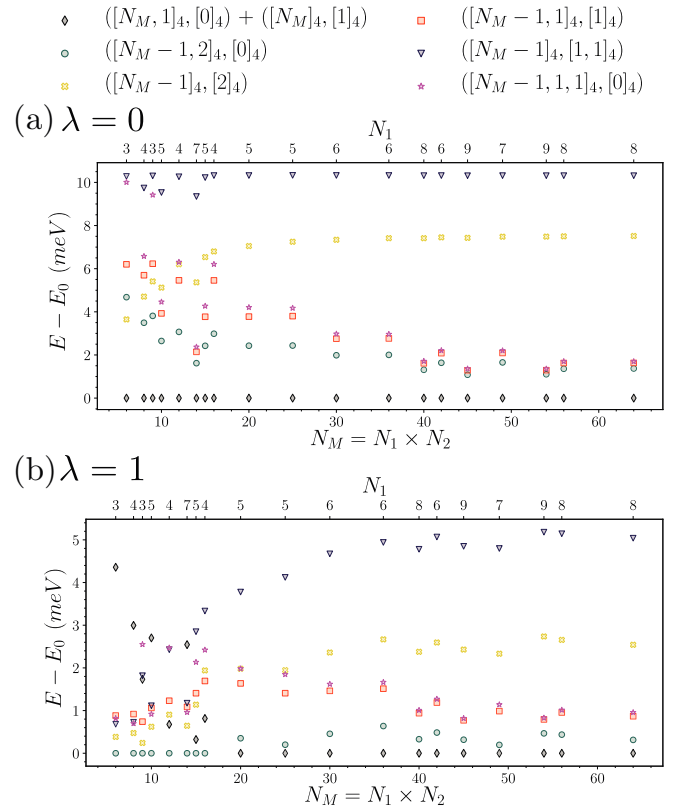 ([N_M, 1]_4, [0]_4) + ([N_M]_4, [1]_4)
([N_M − 1, 2]_4, [0]_4)
([N_M − 1]_4, [2]_4)
([N_M − 1, 1]_4, [1]_4)
([N_M − 1]_4, [1, 1]_4)
([N_M − 1, 1, 1]_4, [0]_4)
(a) λ = 0
N_1
3 4 3 5 4 7 5 4 5 5 6 6 8 6 9 7 9 8 8
E − E_0 (meV)
10
8
6
4
2
0
10 20 30 40 50 60
N_M = N_1 × N_2
(b) λ = 1
N_1
3 4 3 5 4 7 5 4 5 5 6 6 8 6 9 7 9 8 8
E − E_0 (meV)
5
4
3
2
1
0
10 20 30 40 50 60
N_M = N_1 × N_2